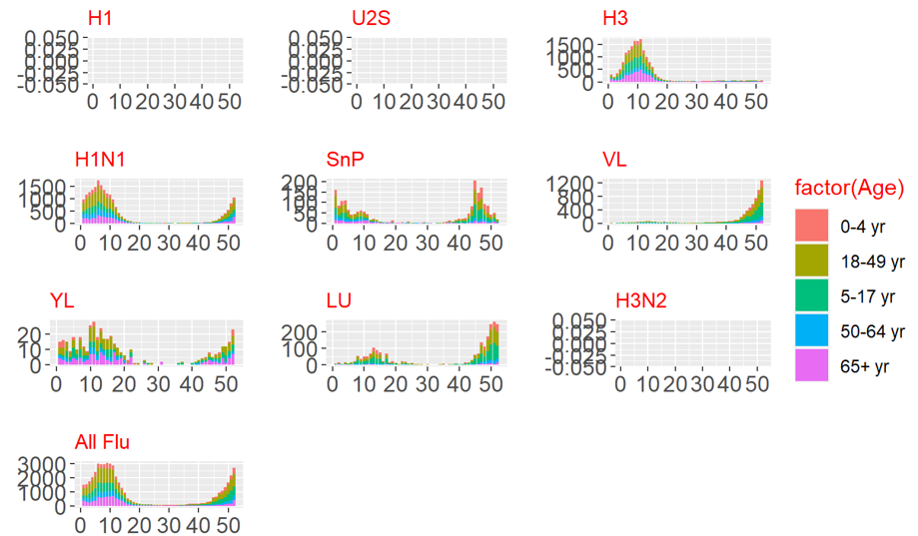 H1
0.050
0.025
0.000
-0.025
-0.050
0 10 20 30 40 50
U2S
0.050
0.025
0.000
-0.025
-0.050
0 10 20 30 40 50
H3
1500
1000
500
0
0 10 20 30 40 50
H1N1
1500
1000
500
0
0 10 20 30 40 50
SnP
200
150
100
50
0
0 10 20 30 40 50
VL
1200
800
400
0
0 10 20 30 40 50
YL
20
10
0
0 10 20 30 40 50
LU
200
100
0
0 10 20 30 40 50
H3N2
0.050
0.025
0.000
-0.025
-0.050
0 10 20 30 40 50
All Flu
3000
2000
1000
0
0 10 20 30 40 50
factor(Age)
0-4 yr
18-49 yr
5-17 yr
50-64 yr
65+ yr